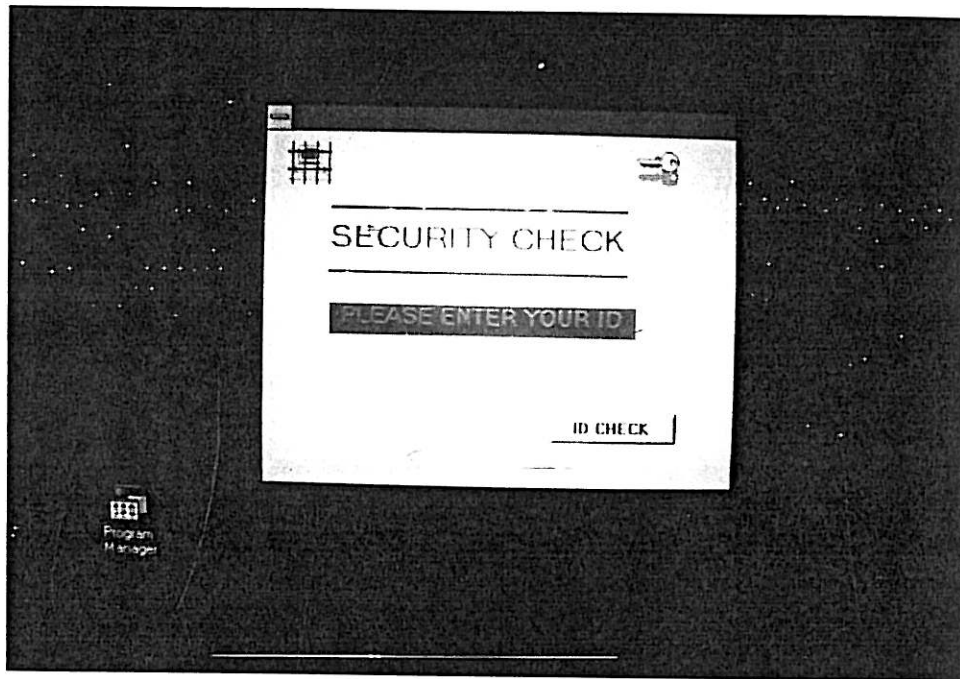 SECURITY CHECK
PLEASE ENTER YOUR ID
ID CHECK
Program
Manager